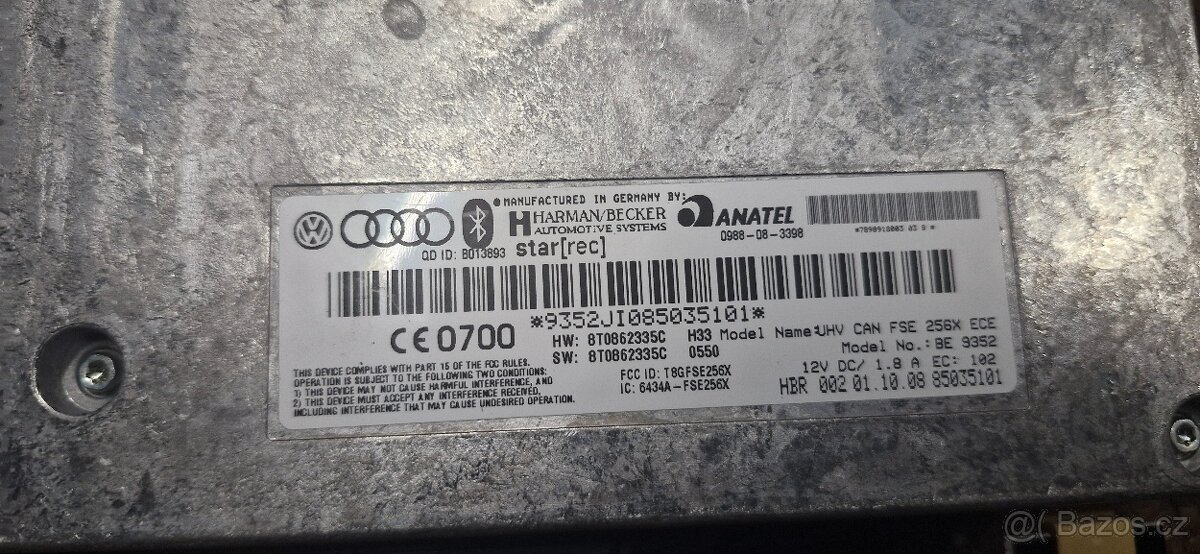 MANUFACTURED IN GERMANY BY:
HARMAN/BECKER
AUTOMOTIVE SYSTEMS
QD ID: B013893 star[rec]
ANATEL
0988-08-3398
*9352JI085035101*
CE 0700
HW: 8T0862335C H33
SW: 8T0862335C 0550
FCC ID: T8GFSE256X
IC: 6434A-FSE256X
Model Name: UHV CAN FSE 256X ECE
Model No.: BE 9352
12V DC/ 1.8 A EC: 102
HBR 002 01.10.08 85035101
THIS DEVICE COMPLIES WITH PART 15 OF THE FCC RULES.
OPERATION IS SUBJECT TO THE FOLLOWING TWO CONDITIONS:
1) THIS DEVICE MAY NOT CAUSE HARMFUL INTERFERENCE, AND
2) THIS DEVICE MUST ACCEPT ANY INTERFERENCE RECEIVED,
INCLUDING INTERFERENCE THAT MAY CAUSE UNDESIRED OPERATION.
Bazos.cz